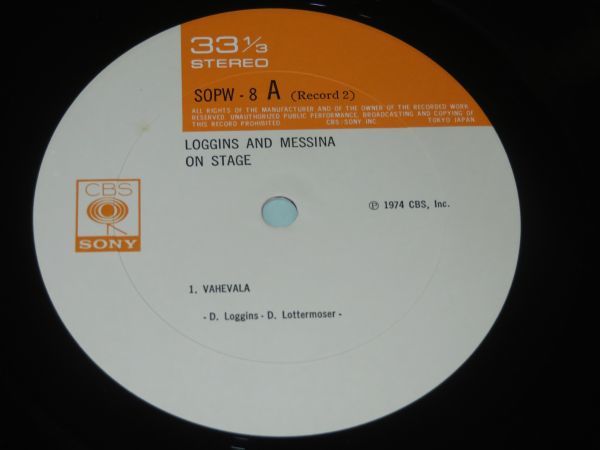 33 1/3
STEREO
SOPW - 8 A (Record 2)
ALL RIGHTS OF THE MANUFACTURER AND OF THE OWNER OF THE RECORDED WORK
RESERVED. UNAUTHORIZED PUBLIC PERFORMANCE, BROADCASTING AND COPYING OF
THIS RECORD PROHIBITED. CBS/SONY INC. TOKYO JAPAN
LOGGINS AND MESSINA
ON STAGE
CBS
SONY
℗ 1974 CBS, Inc.
1. VAHEVALA
- D. Loggins - D. Lottermoser -